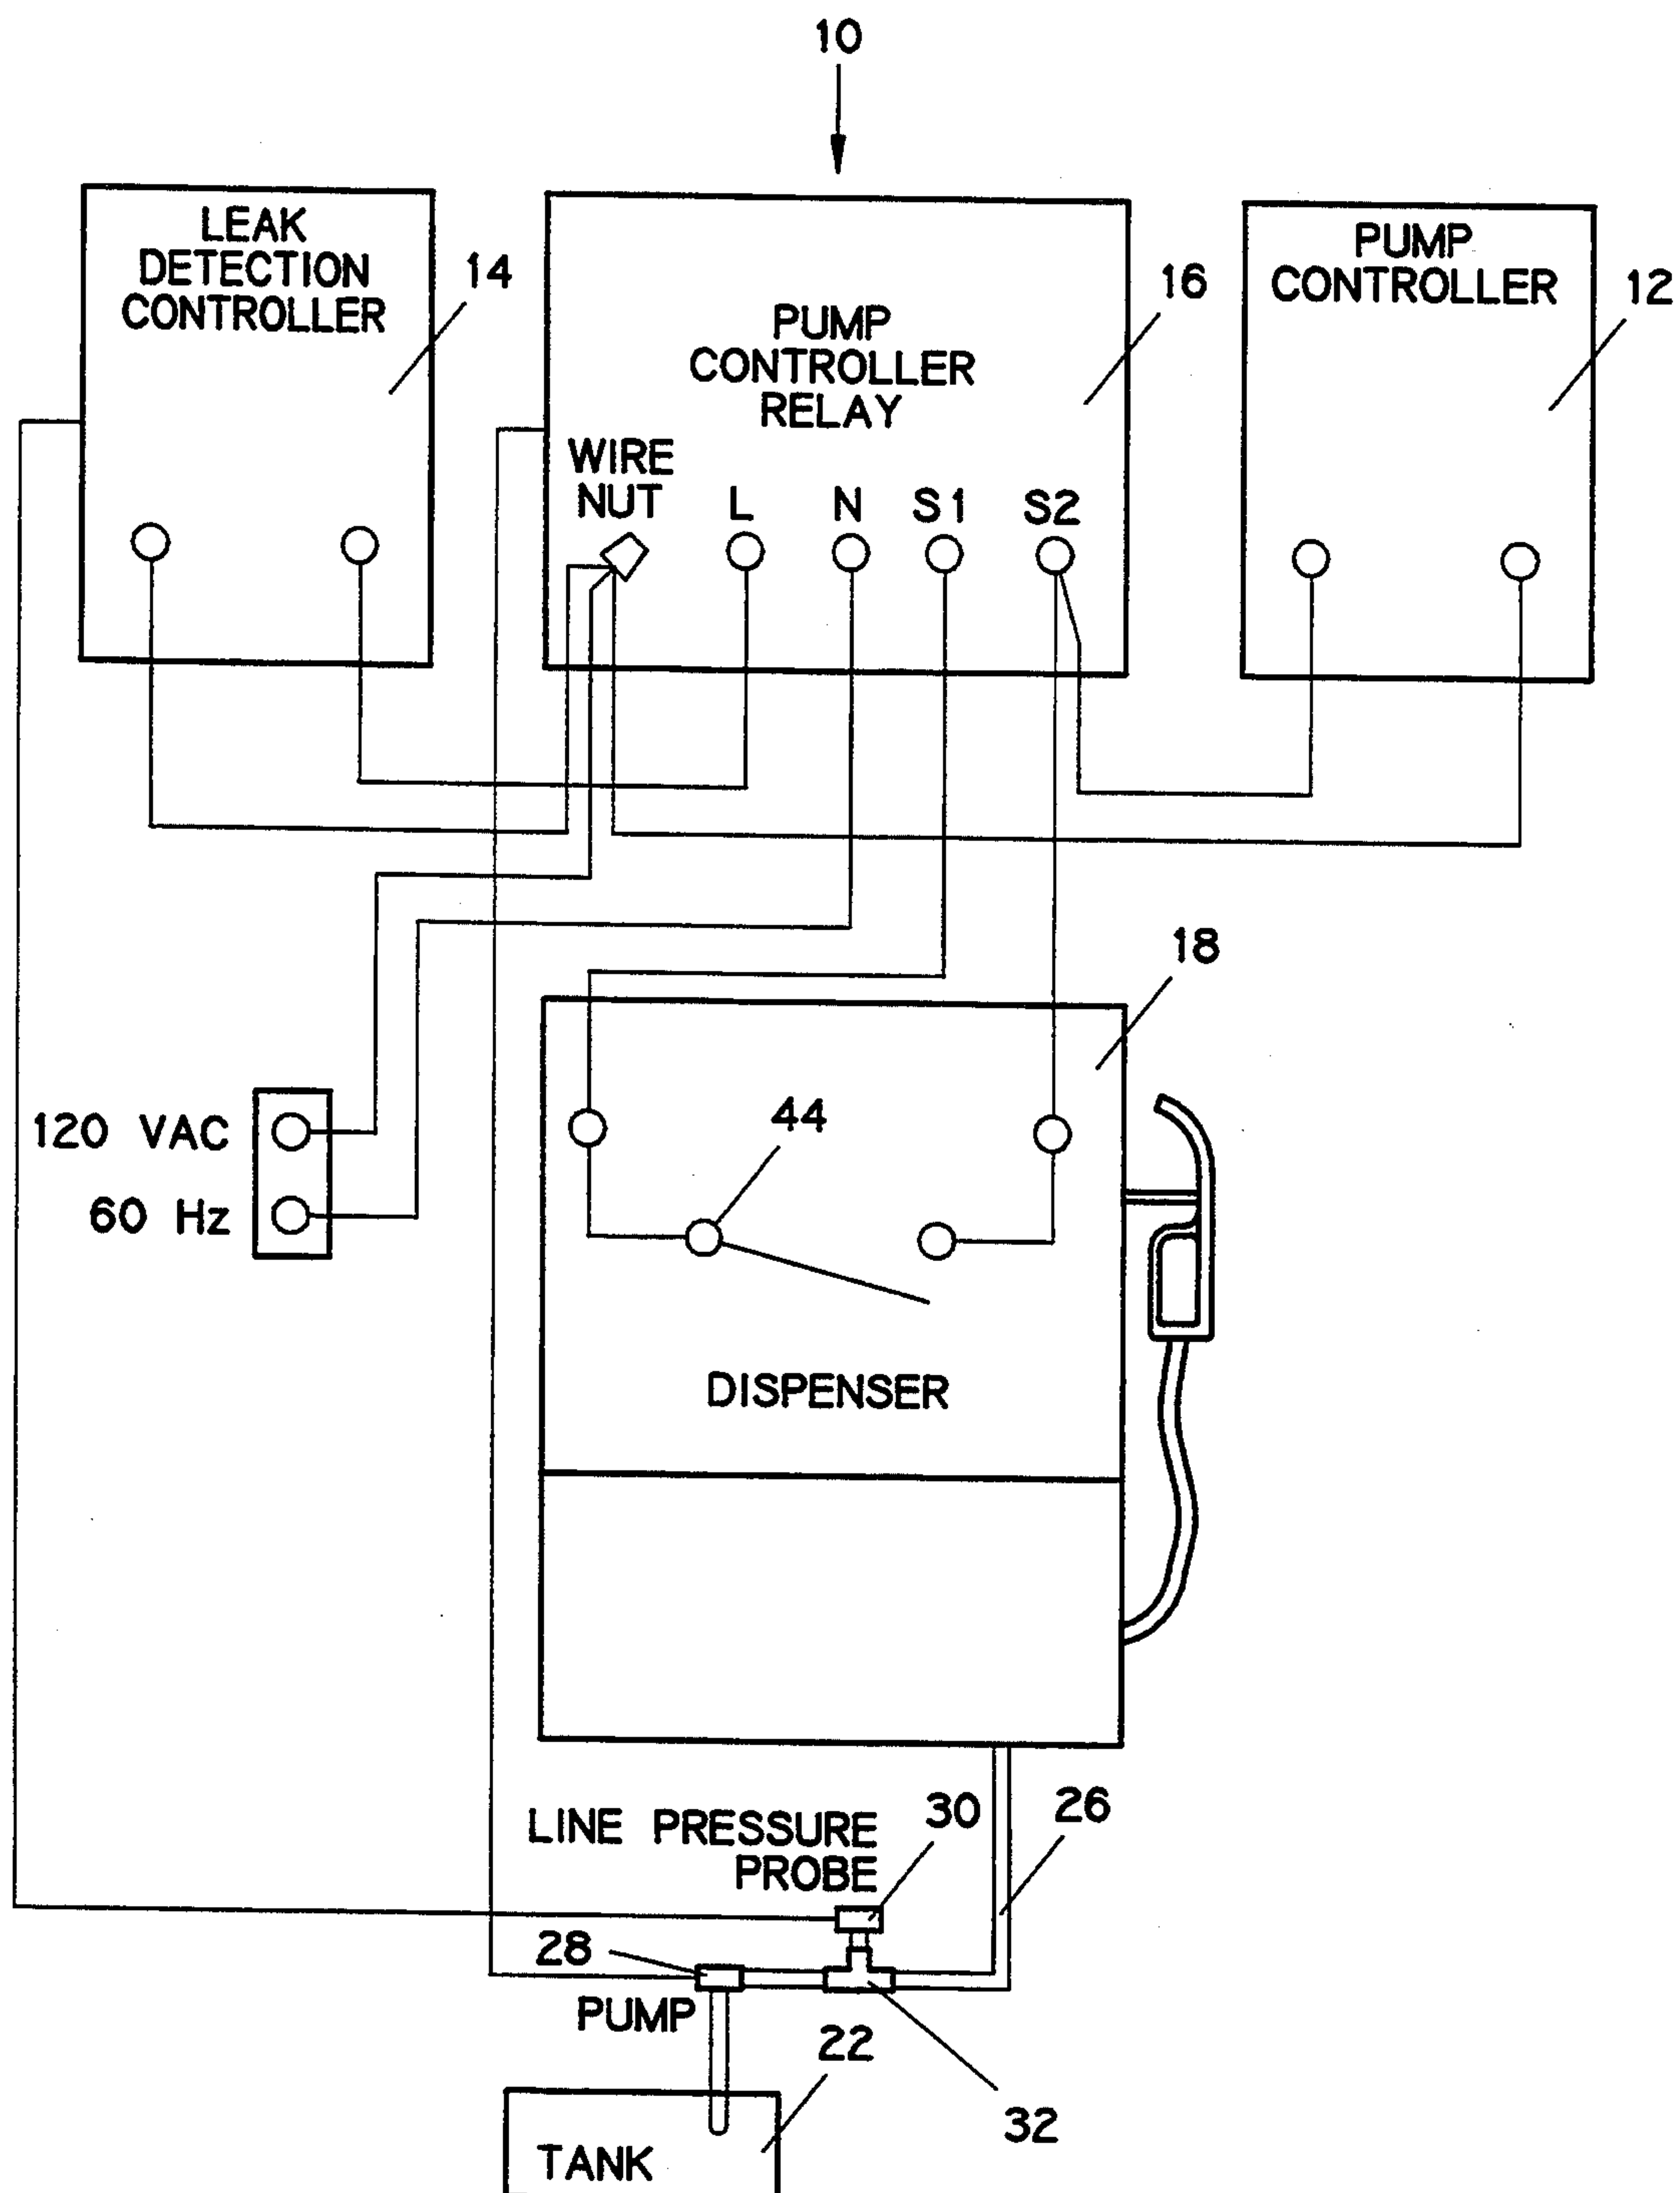 10
LEAK
DETECTION
CONTROLLER
14
PUMP
CONTROLLER
RELAY
16
PUMP
CONTROLLER
12
WIRE
NUT
L
N
S1
S2
18
120 VAC
60 Hz
44
DISPENSER
LINE PRESSURE
PROBE
30
26
28
PUMP
22
32
TANK